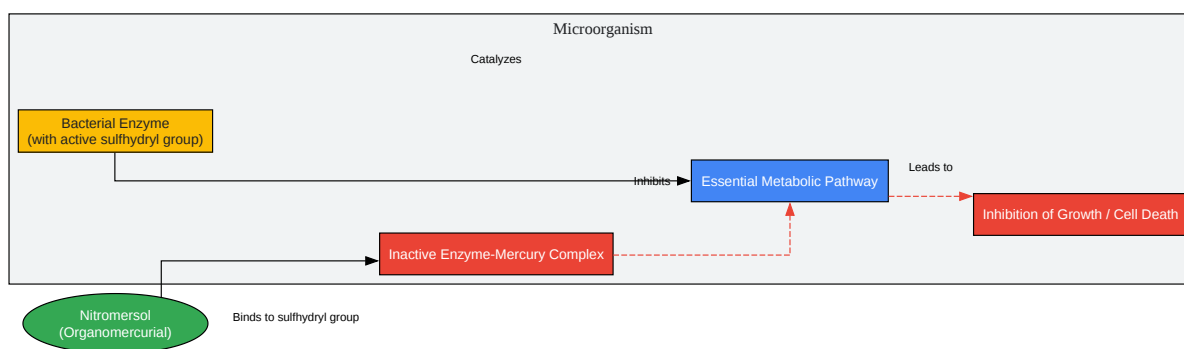 Microorganism
Catalyzes
Bacterial Enzyme
(with active sulfhydryl group)
Inhibits
Essential Metabolic Pathway
Leads to
Inhibition of Growth / Cell Death
Inactive Enzyme-Mercury Complex
Nitromersol
(Organomercurial)
Binds to sulfhydryl group